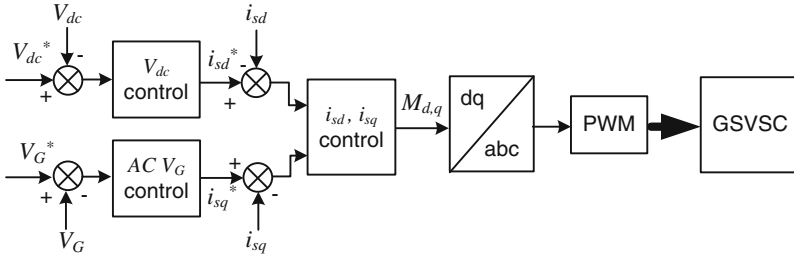 V_dc
i_sd
V_dc*
-
i_sd*
-
+
V_dc
control
+
i_sd, i_sq
control
M_d,q
dq
abc
PWM
GSVSC
V_G*
+
-
AC V_G
control
+
i_sq*
-
V_G
i_sq